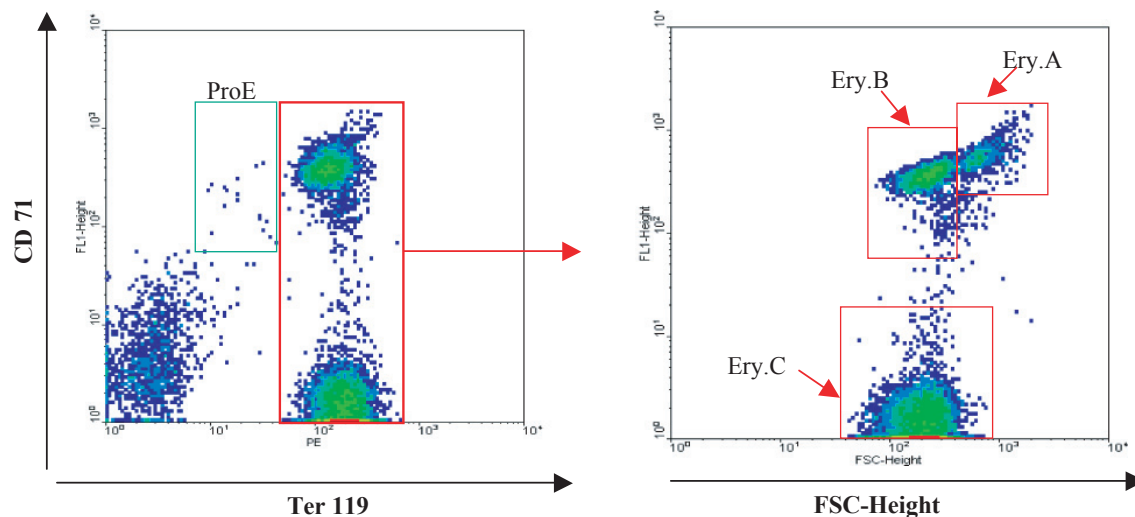 ProE
CD 71
FL1-Height
10⁴
10³
10²
10¹
10⁰
10⁰ 10¹ 10² 10³ 10⁴
PE
Ter 119
Ery.A
Ery.B
Ery.C
FL1-Height
10⁴
10³
10²
10¹
10⁰
10⁰ 10¹ 10² 10³ 10⁴
FSC-Height
FSC-Height